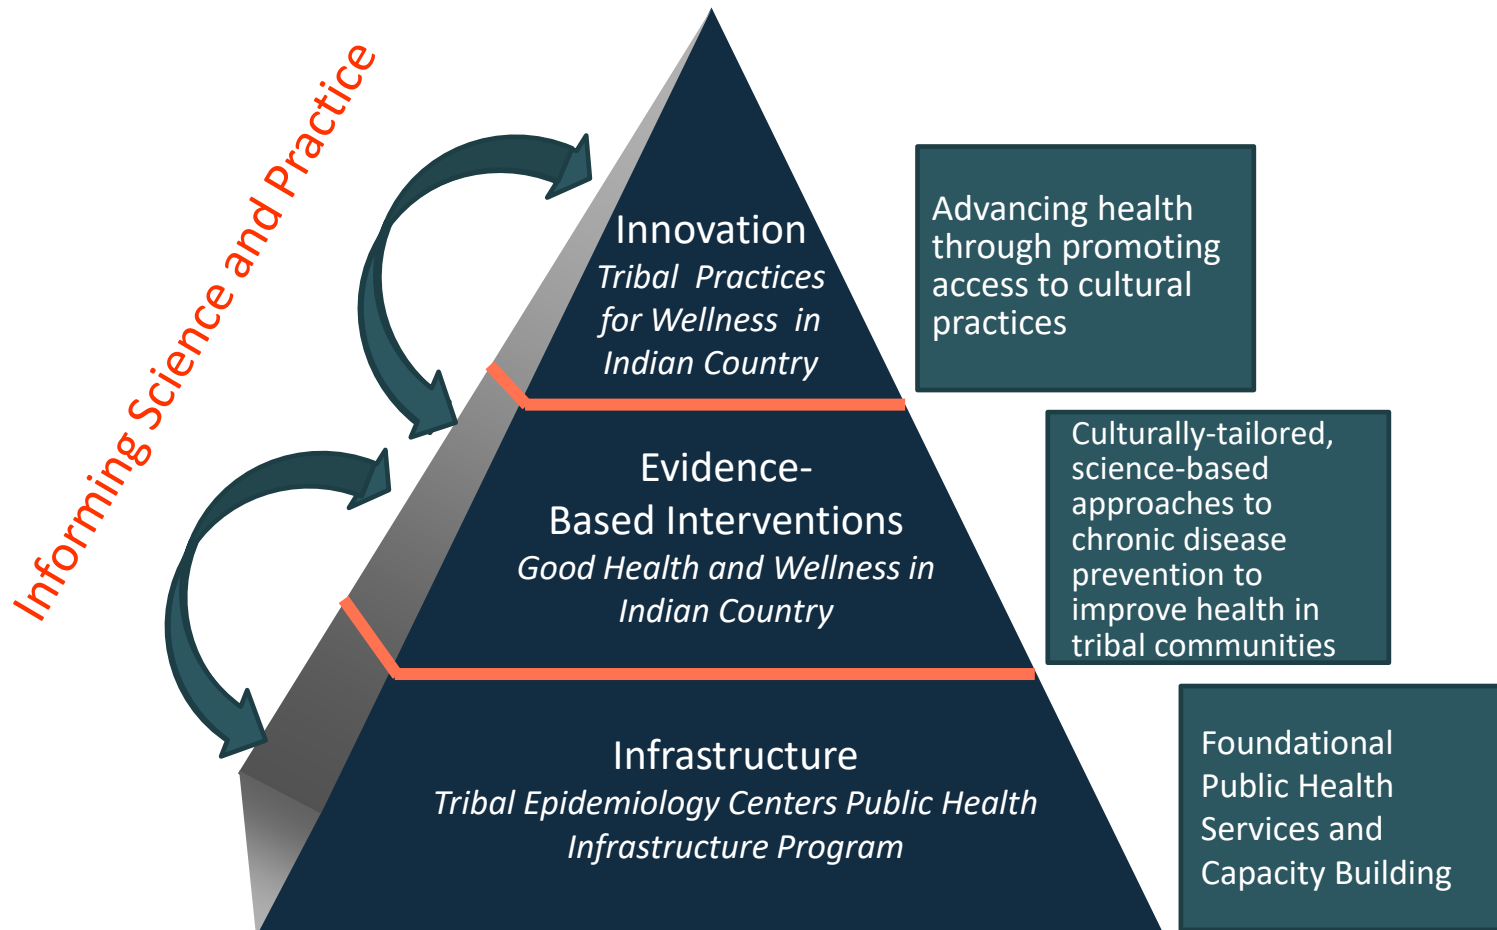 Informing Science and Practice
Innovation
Tribal Practices
for Wellness in
Indian Country
Advancing health
through promoting
access to cultural
practices
Evidence-
Based Interventions
Good Health and Wellness in
Indian Country
Culturally-tailored,
science-based
approaches to
chronic disease
prevention to
improve health in
tribal communities
Infrastructure
Tribal Epidemiology Centers Public Health
Infrastructure Program
Foundational
Public Health
Services and
Capacity Building